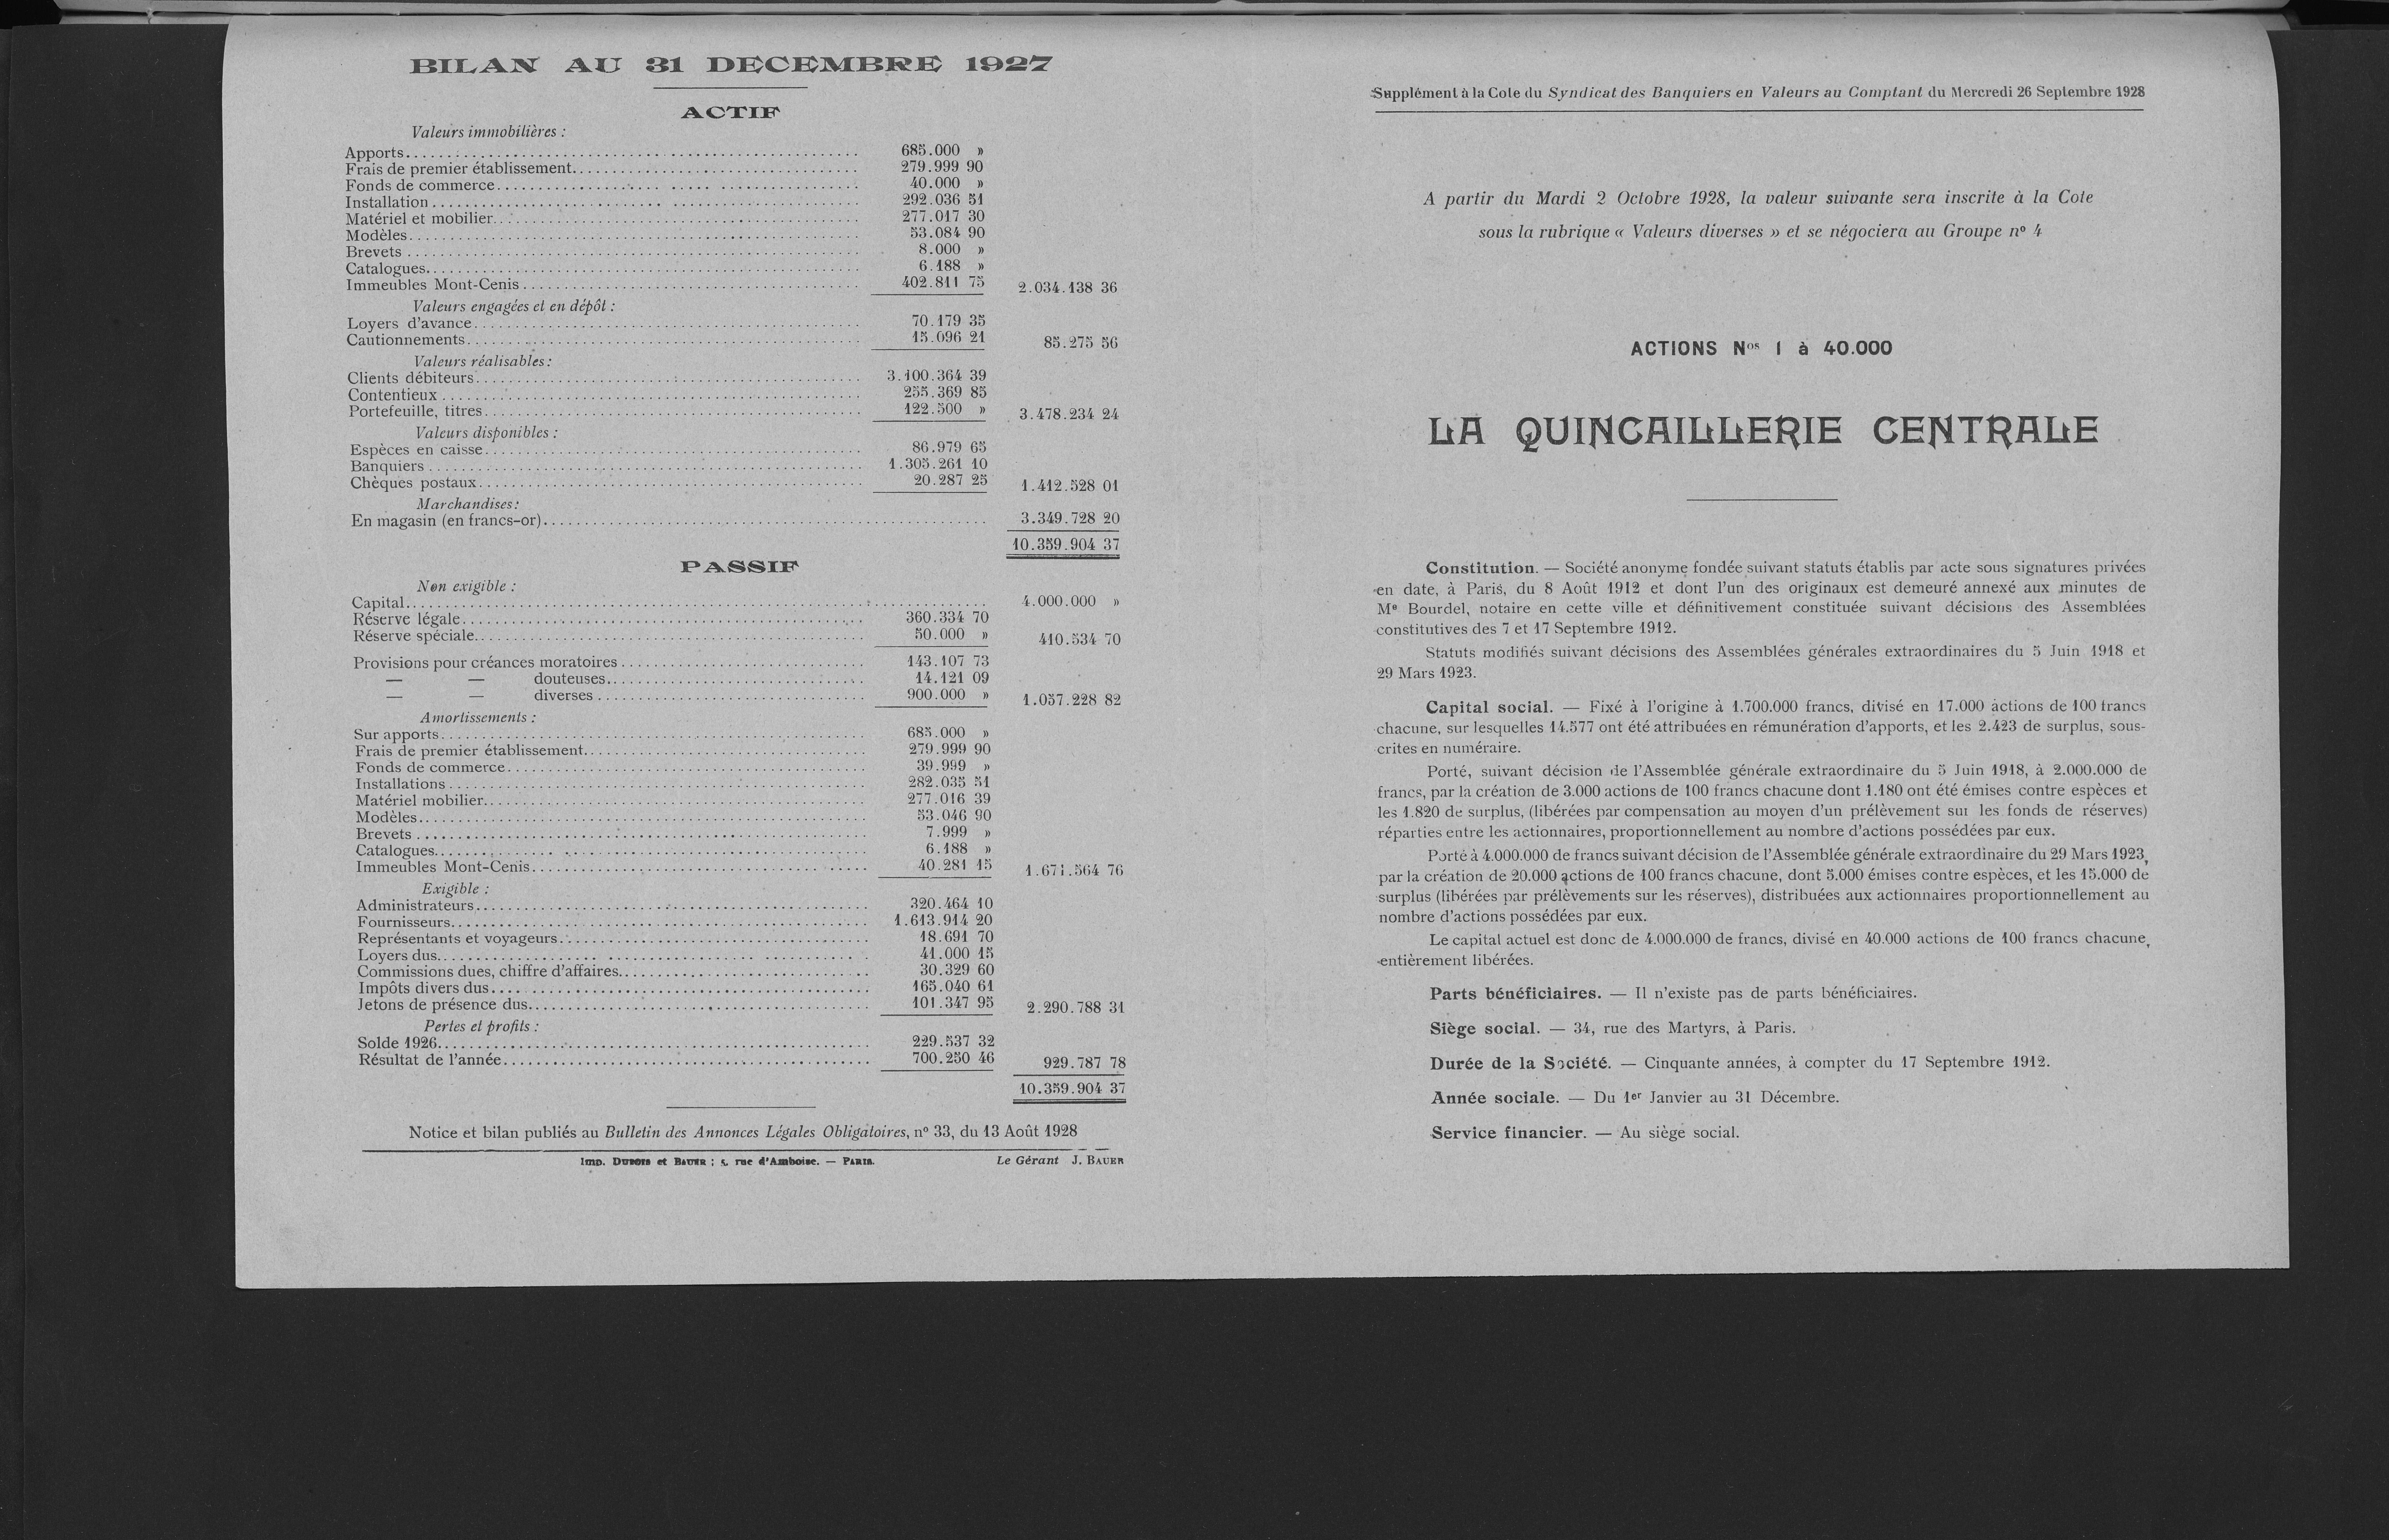 BILAN AU 31 DECEMBRE 1927
ACTIF
Valeurs immobilières :
Apports 685.000 »
Frais de premier établissement 279.999 90
Fonds de commerce 40.000 »
Installation 292.036 51
Matériel et mobilier 277.017 30
Modèles 53.084 90
Brevets 8.000 »
Catalogues 6.188 »
Immeubles Mont-Cenis 402.811 75 2.034.138 36
Valeurs engagées et en dépôt :
Loyers d'avance 70.179 35
Cautionnements 15.096 21 85.275 56
Valeurs réalisables :
Clients débiteurs 3.100.364 39
Contentieux 255.369 85
Portefeuille, titres 122.500 » 3.478.234 24
Valeurs disponibles :
Espèces en caisse 86.979 65
Banquiers 1.305.261 10
Chèques postaux 20.287 25 1.412.528 01
Marchandises :
En magasin (en francs-or) 3.349.728 20
10.359.904 37
PASSIF
Non exigible :
Capital 4.000.000 »
Réserve légale 360.334 70
Réserve spéciale 50.000 » 410.534 70
Provisions pour créances moratoires 143.107 73
— — douteuses 14.121 09
— — diverses 900.000 » 1.057.228 82
Amortissements :
Sur apports 685.000 »
Frais de premier établissement 279.999 90
Fonds de commerce 39.999 »
Installations 282.035 51
Matériel mobilier 277.016 39
Modèles 53.046 90
Brevets 7.999 »
Catalogues 6.188 »
Immeubles Mont-Cenis 40.281 15 1.671.564 76
Exigible :
Administrateurs 320.464 10
Fournisseurs 1.613.914 20
Représentants et voyageurs 18.691 70
Loyers dus 41.000 15
Commissions dues, chiffre d'affaires 30.329 60
Impôts divers dus 165.040 61
Jetons de présence dus 101.347 95 2.290.788 31
Pertes et profits :
Solde 1926 229.537 32
Résultat de l'année 700.250 46 929.787 78
10.359.904 37
Notice et bilan publiés au Bulletin des Annonces Légales Obligatoires, n° 33, du 13 Août 1928
Imp. Dubois et Bauer ; 5, rue d'Amboise. — Paris. Le Gérant J. Bauer
Supplément à la Cote du Syndicat des Banquiers en Valeurs au Comptant du Mercredi 26 Septembre 1928
A partir du Mardi 2 Octobre 1928, la valeur suivante sera inscrite à la Cote
sous la rubrique « Valeurs diverses » et se négociera au Groupe n° 4
ACTIONS Nos 1 à 40.000
LA QUINCAILLERIE CENTRALE
Constitution. — Société anonyme fondée suivant statuts établis par acte sous signatures privées
en date, à Paris, du 8 Août 1912 et dont l'un des originaux est demeuré annexé aux minutes de
Me Bourdel, notaire en cette ville et définitivement constituée suivant décisions des Assemblées
constitutives des 7 et 17 Septembre 1912.
Statuts modifiés suivant décisions des Assemblées générales extraordinaires du 5 Juin 1918 et
29 Mars 1923.
Capital social. — Fixé à l'origine à 1.700.000 francs, divisé en 17.000 actions de 100 francs
chacune, sur lesquelles 14.577 ont été attribuées en rémunération d'apports, et les 2.423 de surplus, sous-
crites en numéraire.
Porté, suivant décision de l'Assemblée générale extraordinaire du 5 Juin 1918, à 2.000.000 de
francs, par la création de 3.000 actions de 100 francs chacune dont 1.180 ont été émises contre espèces et
les 1.820 de surplus, (libérées par compensation au moyen d'un prélèvement sur les fonds de réserves)
réparties entre les actionnaires, proportionnellement au nombre d'actions possédées par eux.
Porté à 4.000.000 de francs suivant décision de l'Assemblée générale extraordinaire du 29 Mars 1923,
par la création de 20.000 actions de 100 francs chacune, dont 5.000 émises contre espèces, et les 15.000 de
surplus (libérées par prélèvements sur les réserves), distribuées aux actionnaires proportionnellement au
nombre d'actions possédées par eux.
Le capital actuel est donc de 4.000.000 de francs, divisé en 40.000 actions de 100 francs chacune,
entièrement libérées.
Parts bénéficiaires. — Il n'existe pas de parts bénéficiaires.
Siège social. — 34, rue des Martyrs, à Paris.
Durée de la Société. — Cinquante années, à compter du 17 Septembre 1912.
Année sociale. — Du 1er Janvier au 31 Décembre.
Service financier. — Au siège social.